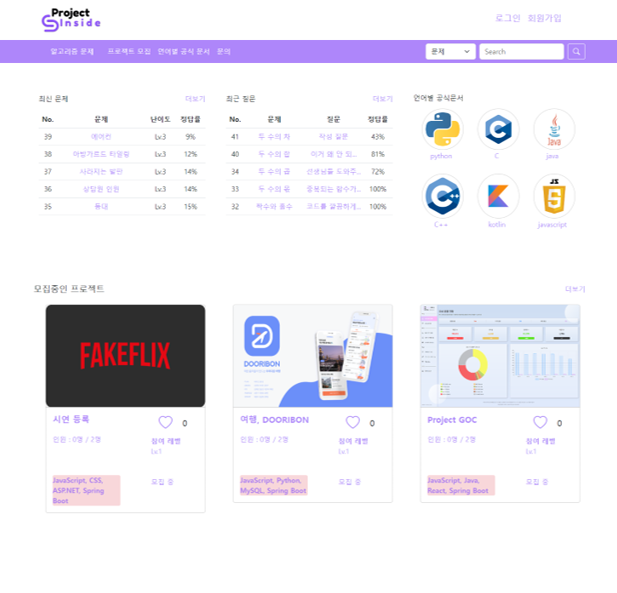 Project
Inside
로그인 회원가입
알고리즘 문제 프로젝트 모집 언어별 공식 문서 문의
문제 Search
최신 문제 더보기
No. 문제 난이도 정답률
39 에어컨 Lv.3 9%
38 아방가르드 타일링 Lv.3 12%
37 사라지는 발판 Lv.3 14%
36 상담원 인원 Lv.3 14%
35 등대 Lv.3 15%
최근 질문 더보기
No. 문제 질문 정답률
41 두 수의 차 작성 질문 43%
40 두 수의 합 이거 왜 안 되... 81%
34 두 수의 곱 선생님들 도와주... 72%
33 두 수의 몫 중복되는 함수가... 100%
32 짝수와 홀수 코드를 깔끔하게... 100%
언어별 공식문서
python C java
C++ kotlin javascript
모집중인 프로젝트 더보기
FAKEFLIX
시연 등록 0
인원 : 0명 / 2명 참여 레벨
Lv.1
JavaScript, CSS,
ASP.NET, Spring
Boot
모집 중
DOORIBON
여행, DOORIBON 0
인원 : 0명 / 2명 참여 레벨
Lv.1
JavaScript, Python,
MySQL, Spring Boot
모집 중
Project GOC 0
인원 : 0명 / 2명 참여 레벨
Lv.1
JavaScript, Java,
React, Spring Boot
모집 중